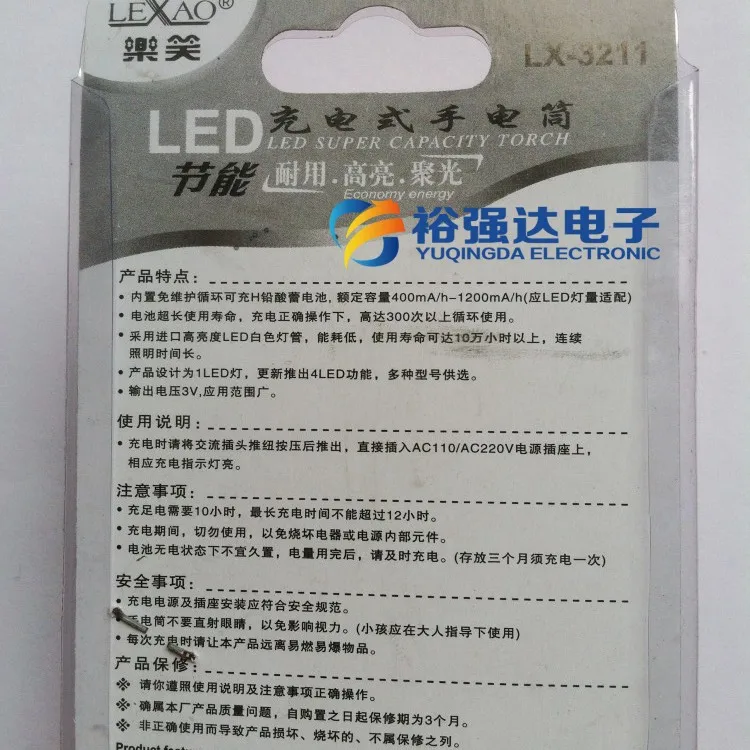 LEXAO®
樂笑
LX-3211
LED充电式手电筒
LED SUPER CAPACITY TORCH
节能 耐用.高亮.聚光
Economy energy
裕强达电子
YUQINGDA ELECTRONIC
产品特点：
• 内置免维护循环可充H铅酸蓄电池，额定容量400mA/h-1200mA/h(应LED灯量适配)
• 电池超长使用寿命，充电正确操作下，高达300次以上循环使用。
• 采用进口高亮度LED白色灯管，能耗低，使用寿命可达10万小时以上，连续
照明时间长。
• 产品设计为1LED灯，更新推出4LED功能，多种型号供选。
• 输出电压3V,应用范围广。
使用说明：
• 充电时请将交流插头推纽按压后推出，直接插入AC110/AC220V电源插座上，
相应充电指示灯亮。
注意事项：
• 充足电需要10小时，最长充电时间不能超过12小时。
• 充电期间，切勿使用，以免烧坏电器或电源内部元件。
• 电池无电状态下不宜久置，电量用完后，请及时充电。(存放三个月须充电一次)
安全事项：
• 充电电源及插座安装应符合安全规范。
手电筒不要直射眼睛，以免影响视力。(小孩应在大人指导下使用)
• 每次充电时请让本产品远离易燃易爆物品。
产品保修：
※ 请你遵照使用说明及注意事项正确操作。
※ 确属本厂产品质量问题，自购置之日起保修期为3个月。
※ 非正确使用而导致产品损坏、烧坏的、不属保修之列。
Product featur